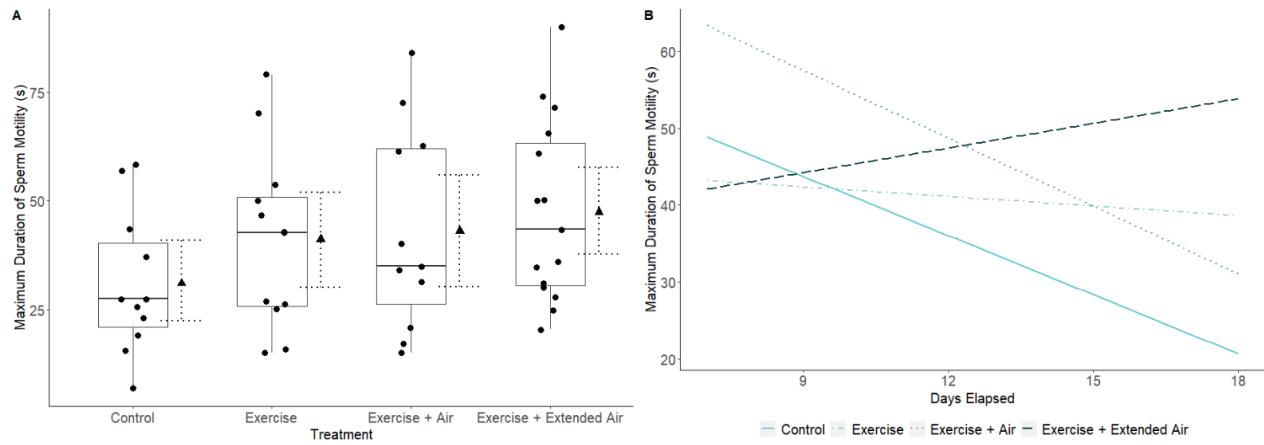 A
Maximum Duration of Sperm Motility (s)
75
50
25
Control Exercise Exercise + Air Exercise + Extended Air
Treatment
B
Maximum Duration of Sperm Motility (s)
60
50
40
30
20
9 12 15 18
Days Elapsed
Control Exercise Exercise + Air Exercise + Extended Air